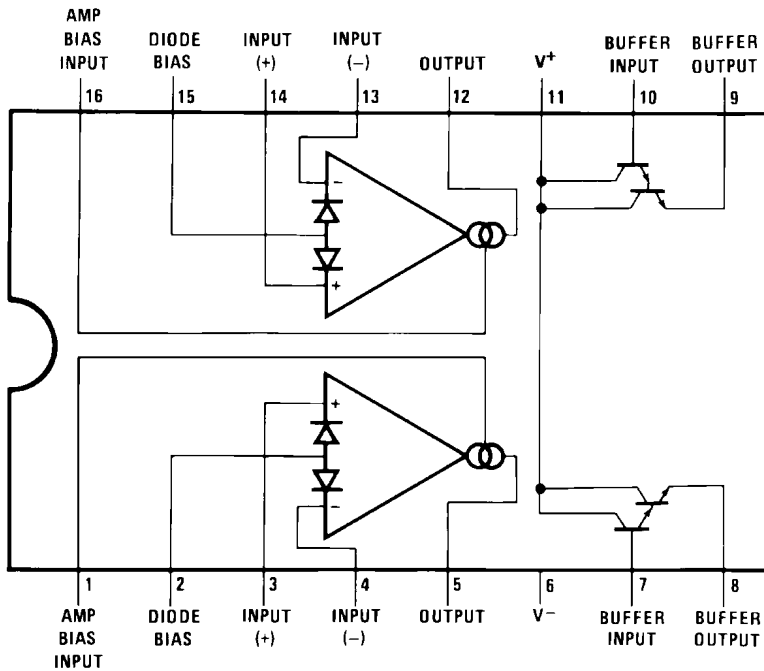 AMP
BIAS DIODE INPUT INPUT BUFFER BUFFER
INPUT BIAS (+) (−) OUTPUT V+ INPUT OUTPUT
16 15 14 13 12 11 10 9
−
+
+
−
1 2 3 4 5 6 7 8
AMP DIODE INPUT INPUT OUTPUT V− BUFFER BUFFER
BIAS BIAS (+) (−) INPUT OUTPUT
INPUT